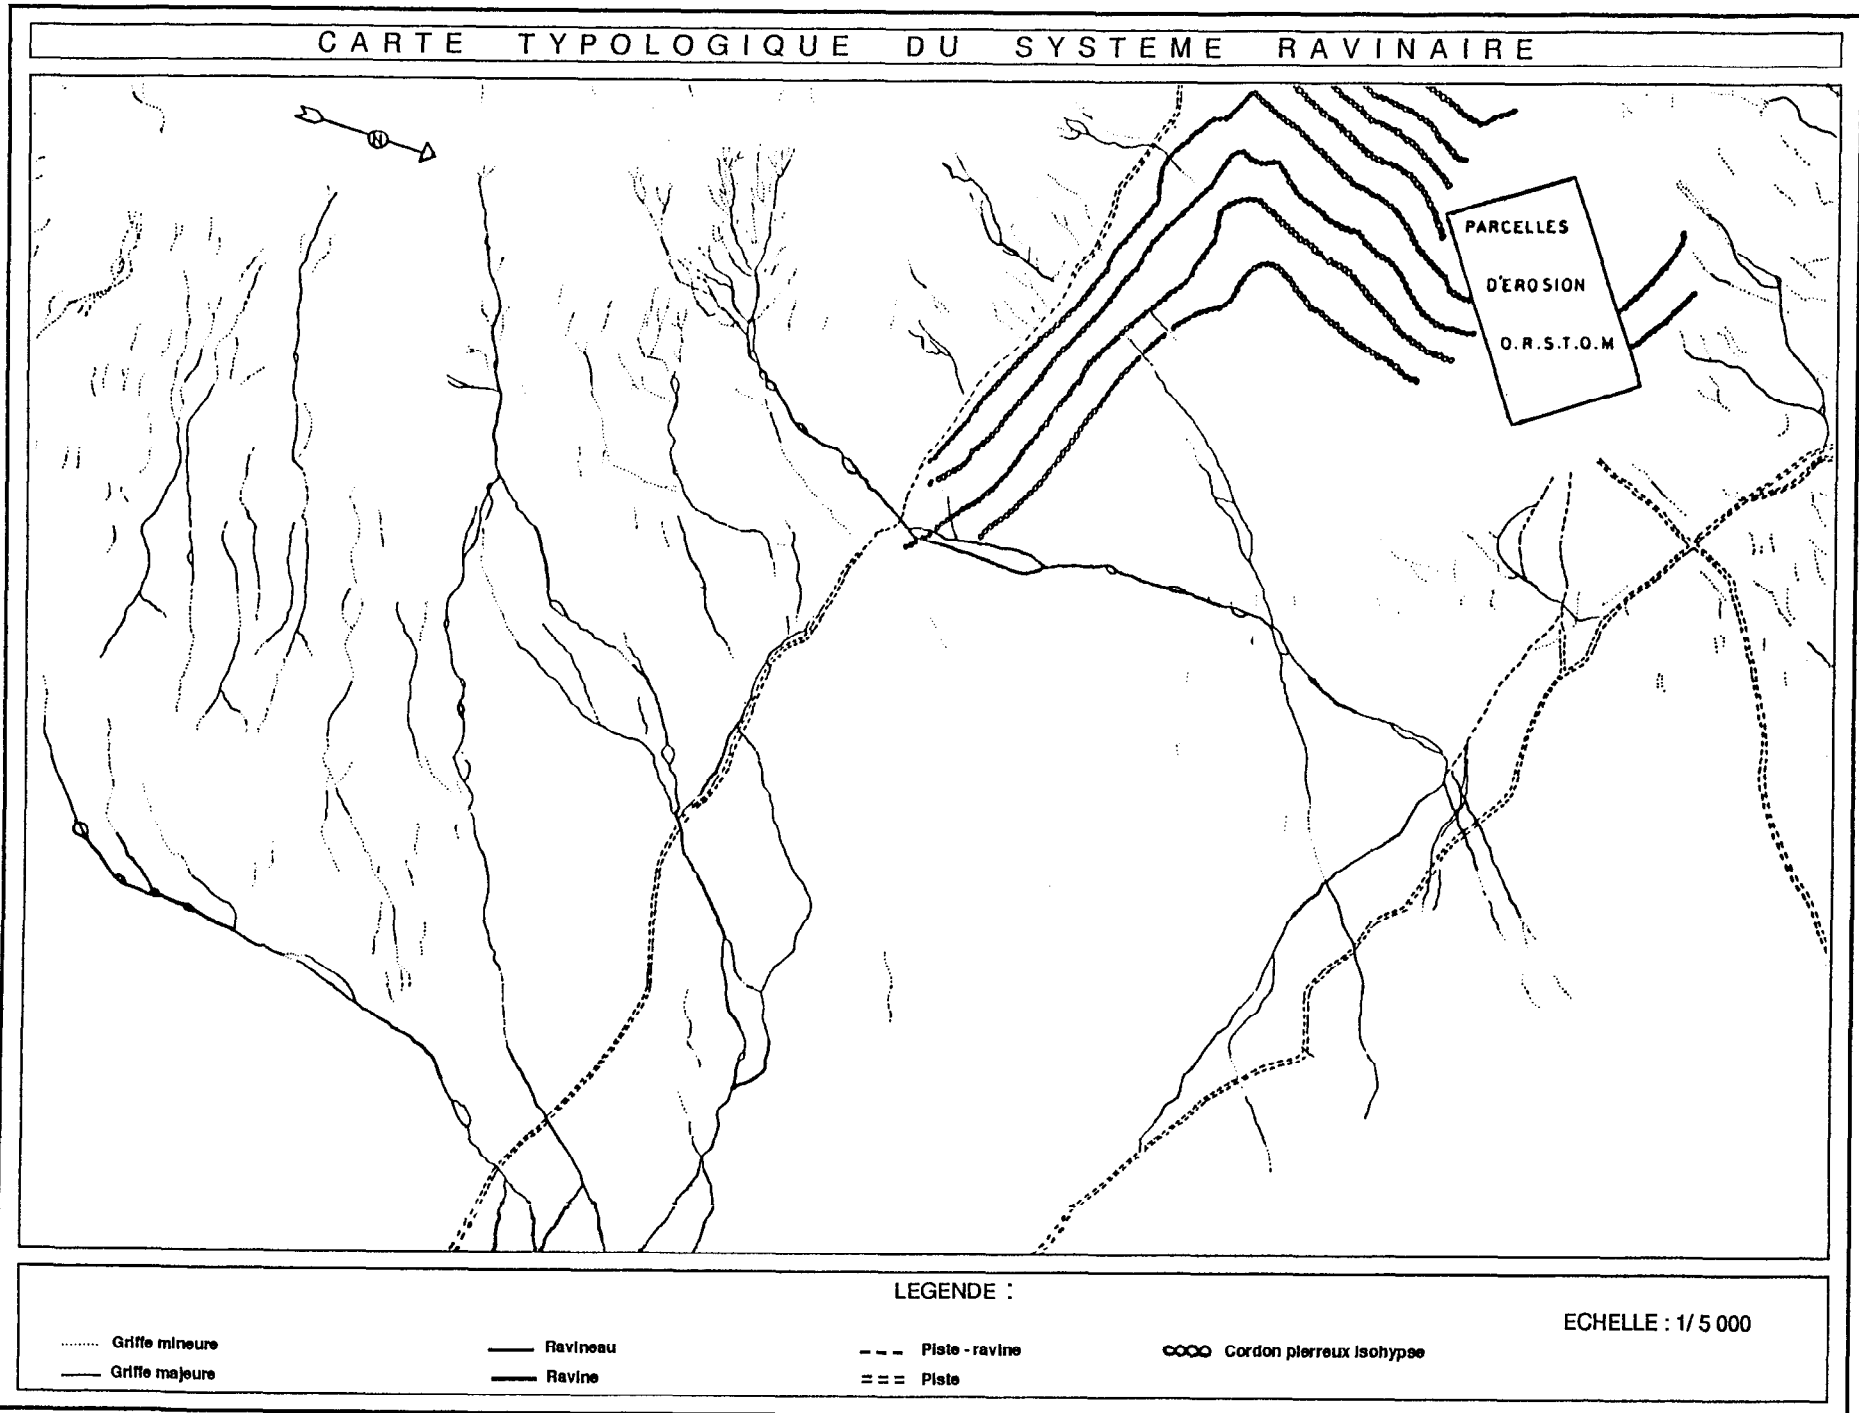 CARTE TYPOLOGIQUE DU SYSTEME RAVINAIRE
N
PARCELLES
D'EROSION
O.R.S.T.O.M
LEGENDE :
ECHELLE : 1/ 5 000
Griffe mineure
Griffe majeure
Ravineau
Ravine
Piste - ravine
Piste
Cordon pierreux isohypse